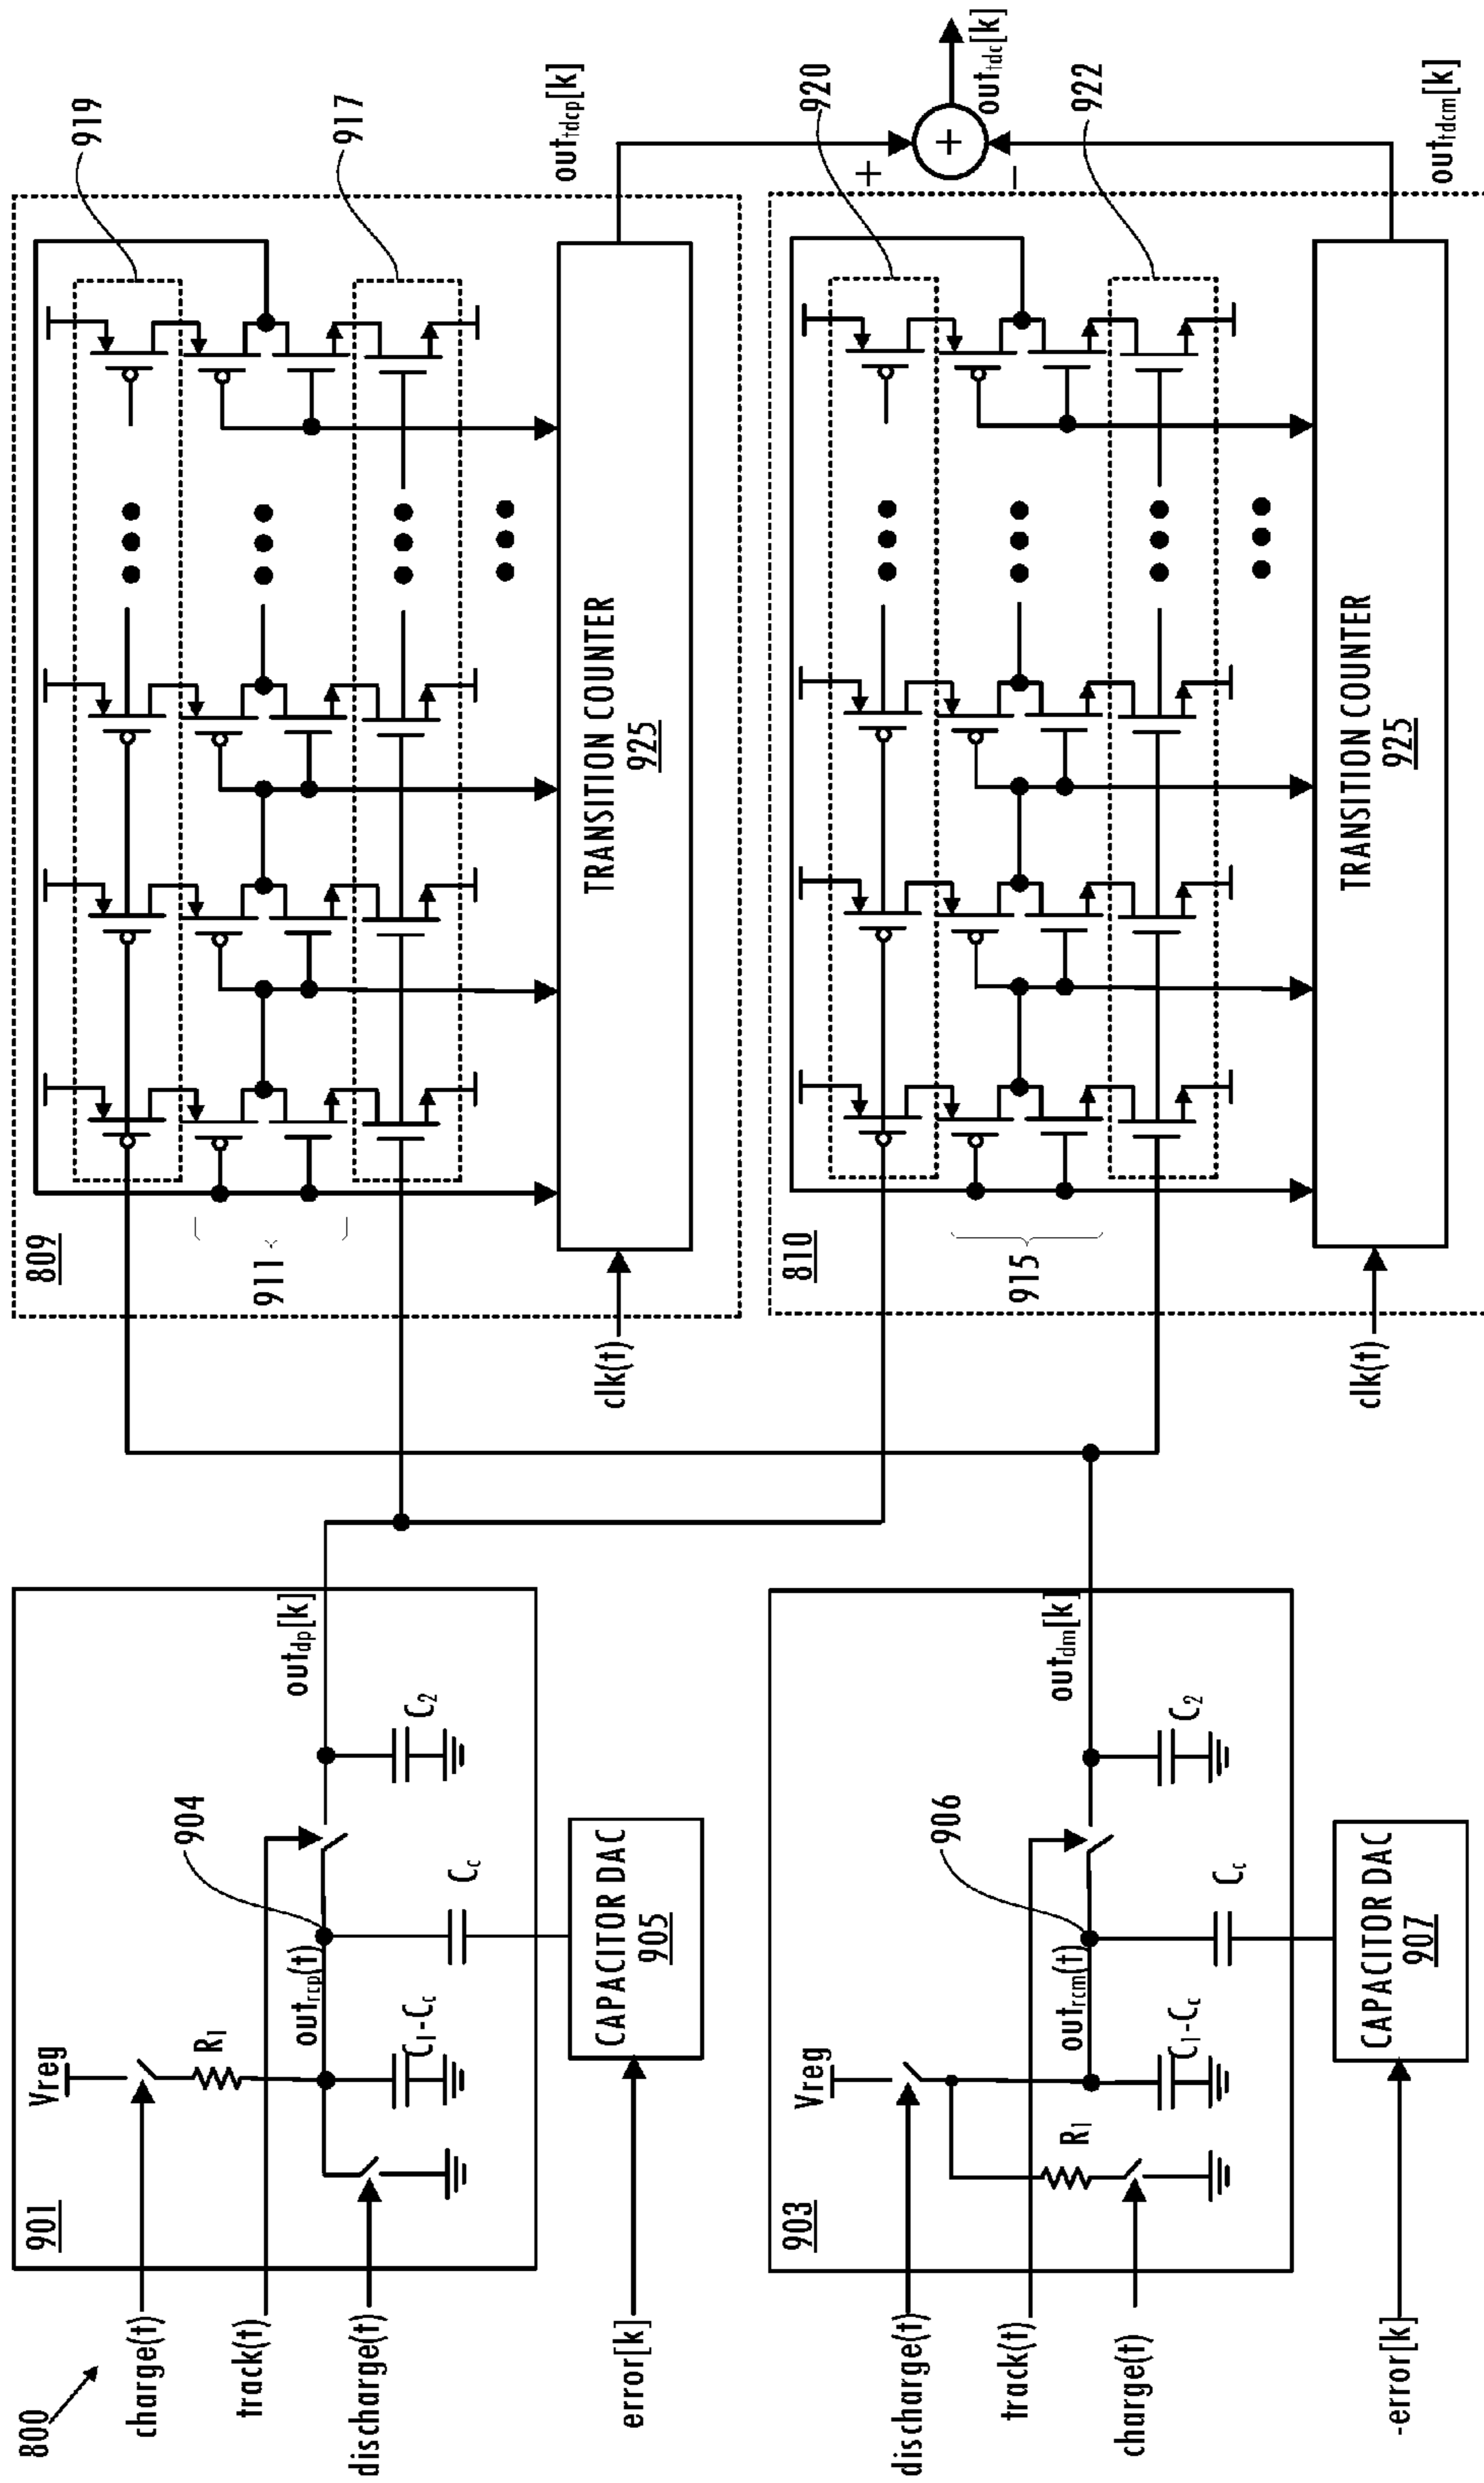 800
charge(t)
track(t)
discharge(t)
error[k]
901
Vreg
R1
outrcp(t)
C1-Cc
904
Cc
C2
outdp[k]
CAPACITOR DAC
905
809
919
911
917
TRANSITION COUNTER
925
clk(t)
outtdcp[k]
discharge(t)
track(t)
charge(t)
-error[k]
903
Vreg
R1
outrcm(t)
C1-Cc
906
Cc
C2
outdm[k]
CAPACITOR DAC
907
810
920
915
922
TRANSITION COUNTER
925
clk(t)
outtdcm[k]
+
+
−
outtdc[k]